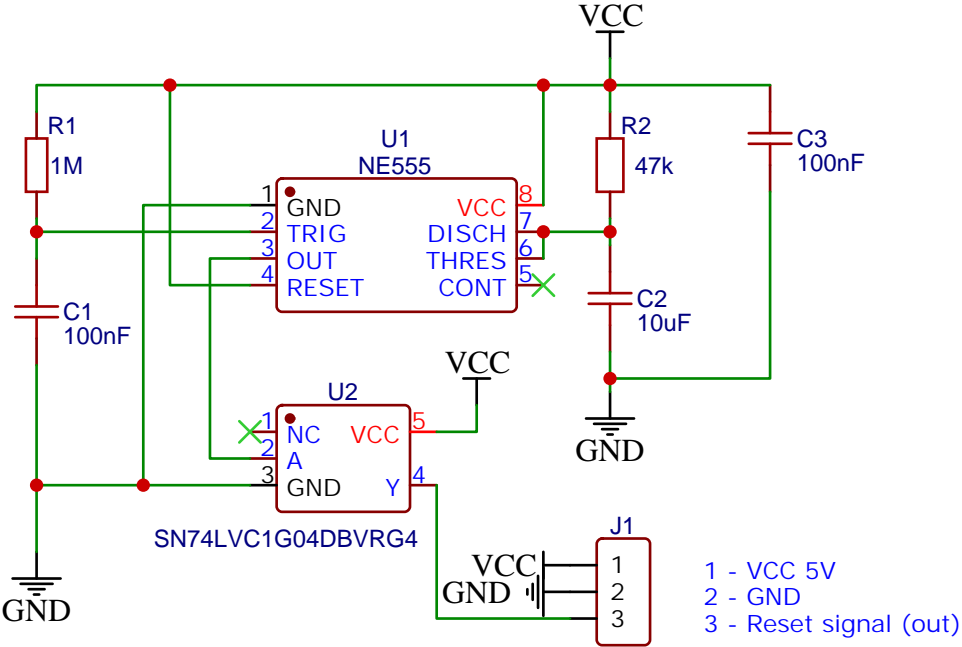 VCC
R1
1M
U1
NE555
R2
47k
C3
100nF
1
GND
VCC
8
2
TRIG
DISCH
7
3
OUT
THRES
6
4
RESET
CONT
5
C1
100nF
C2
10uF
VCC
U2
1
NC
VCC
5
2
A
3
GND
Y
4
GND
SN74LVC1G04DBVRG4
GND
J1
VCC
1
GND
2
3
1 - VCC 5V
2 - GND
3 - Reset signal (out)